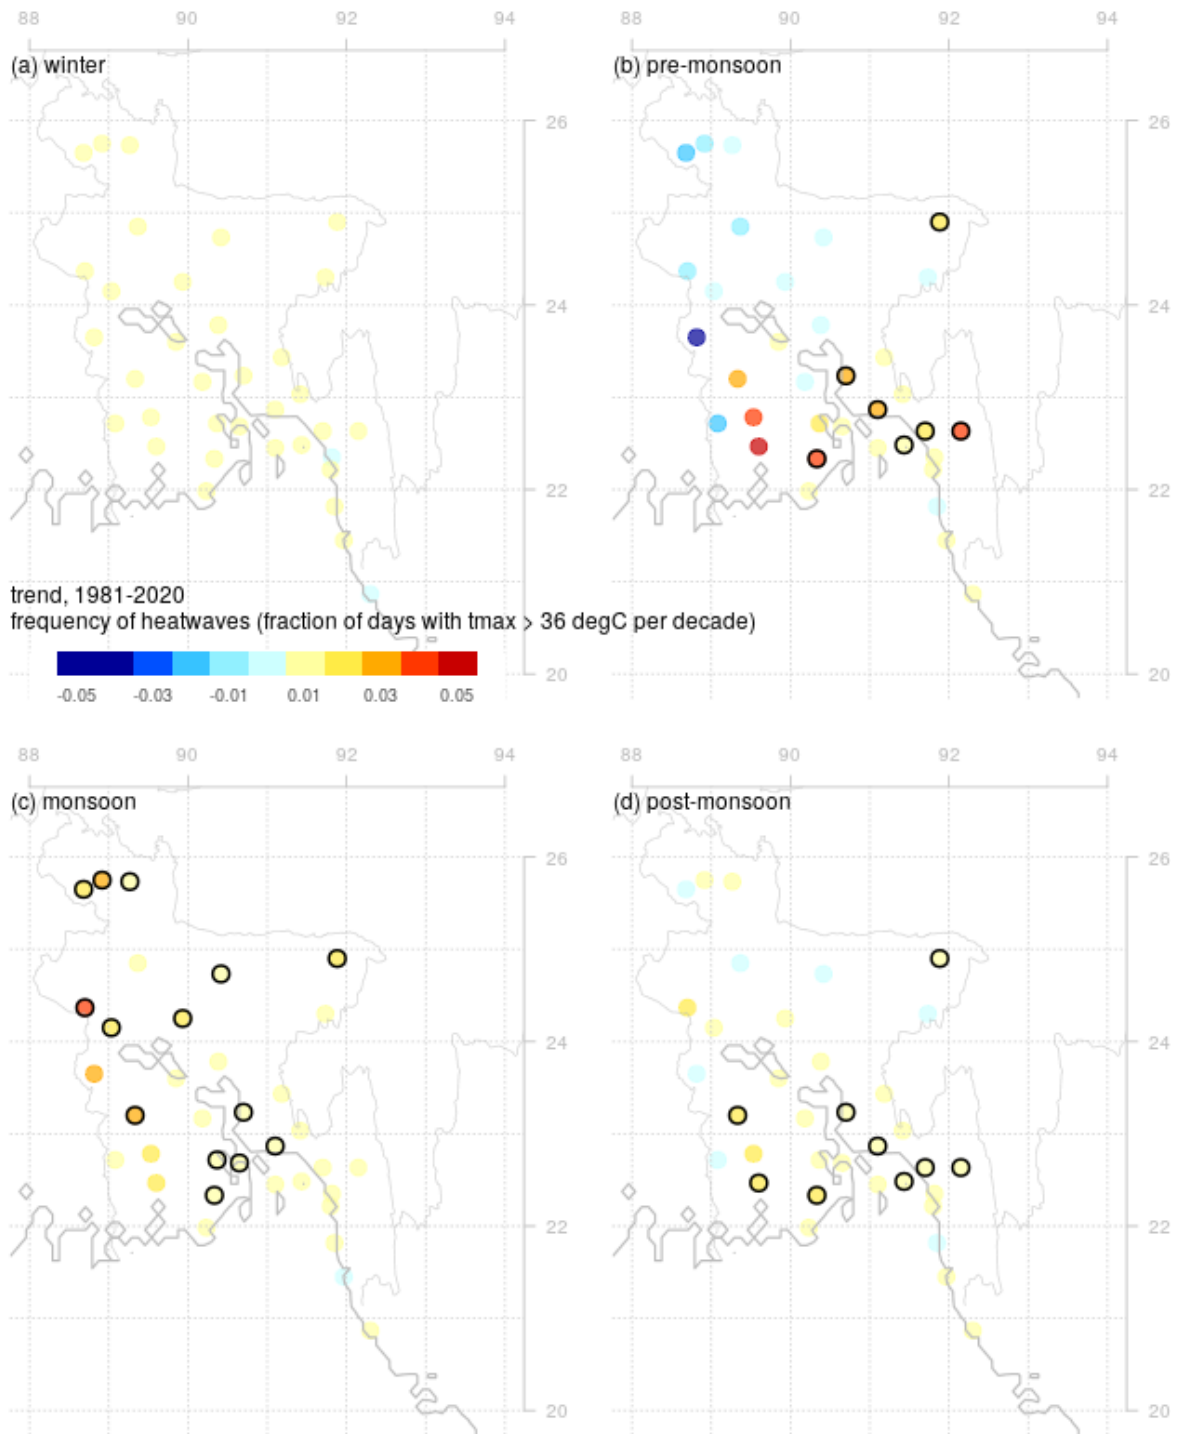 88 90 92 94 88 90 92 94
(a) winter (b) pre-monsoon
26 26
24 24
22 22
trend, 1981-2020
frequency of heatwaves (fraction of days with tmax > 36 degC per decade)
20 20
-0.05 -0.03 -0.01 0.01 0.03 0.05
88 90 92 94 88 90 92 94
(c) monsoon (d) post-monsoon
26 26
24 24
22 22
20 20